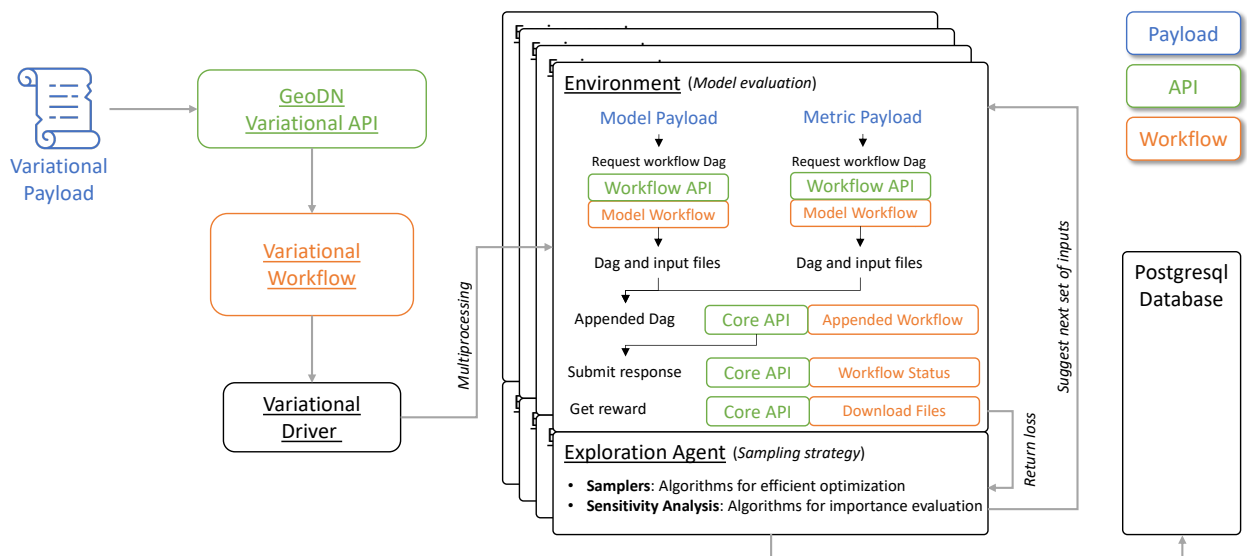 Variational
Payload
GeoDN
Variational API
Variational
Workflow
Variational
Driver
Multiprocessing
Environment (Model evaluation)
Model Payload
Metric Payload
Request workflow Dag
Request workflow Dag
Workflow API
Workflow API
Model Workflow
Model Workflow
Dag and input files
Dag and input files
Appended Dag
Core API
Appended Workflow
Submit response
Core API
Workflow Status
Get reward
Core API
Download Files
Exploration Agent (Sampling strategy)
• Samplers: Algorithms for efficient optimization
• Sensitivity Analysis: Algorithms for importance evaluation
Return loss
Suggest next set of inputs
Payload
API
Workflow
Postgresql
Database